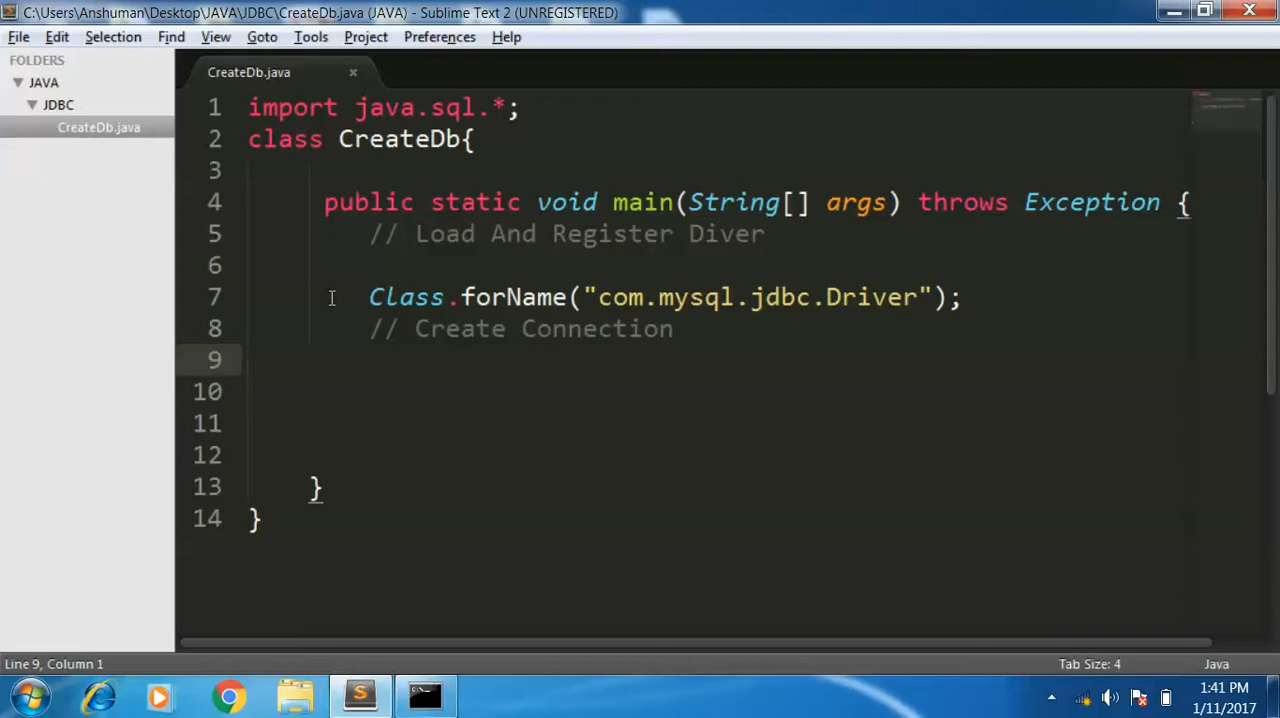 C:\Users\Anshuman\Desktop\JAVA\JDBC\CreateDb.java (JAVA) - Sublime Text 2 (UNREGISTERED)
File Edit Selection Find View Goto Tools Project Preferences Help
FOLDERS
JAVA
JDBC
CreateDb.java
CreateDb.java
1 import java.sql.*;
2 class CreateDb{
3
4 public static void main(String[] args) throws Exception {
5 // Load And Register Diver
6
7 Class.forName("com.mysql.jdbc.Driver");
8 // Create Connection
9
10
11
12
13 }
14 }
Line 9, Column 1 Tab Size: 4 Java
1:41 PM
1/11/2017